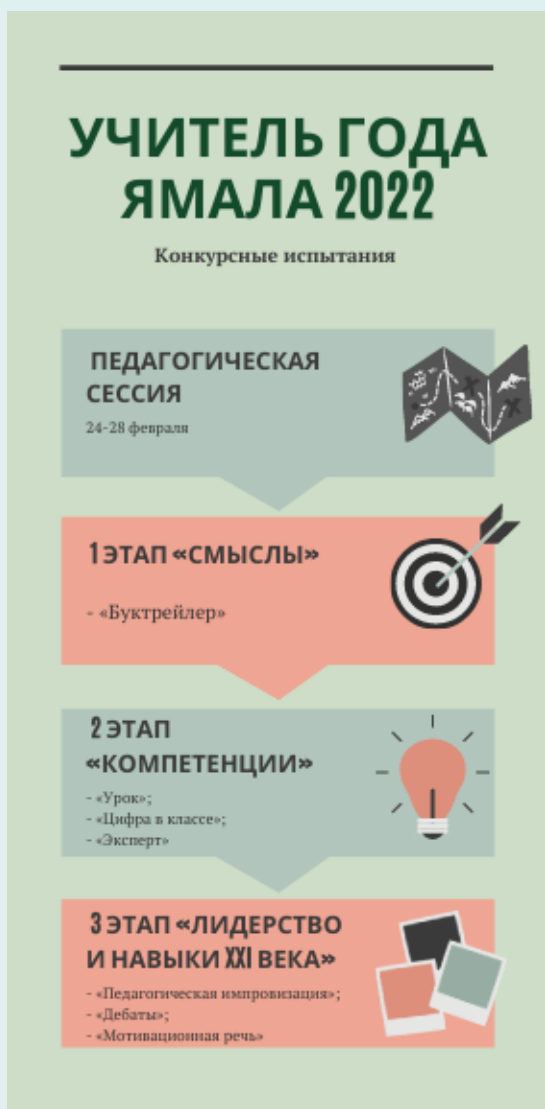 УЧИТЕЛЬ ГОДА
ЯМАЛА 2022
Конкурсные испытания
ПЕДАГОГИЧЕСКАЯ
СЕССИЯ
24-28 февраля
1 ЭТАП «СМЫСЛЫ»
- «Буктрейлер»
2 ЭТАП
«КОМПЕТЕНЦИИ»
- «Урок»;
- «Цифра в классе»;
- «Эксперт»
3 ЭТАП «ЛИДЕРСТВО
И НАВЫКИ XXI ВЕКА»
- «Педагогическая импровизация»;
- «Дебаты»;
- «Мотивационная речь»